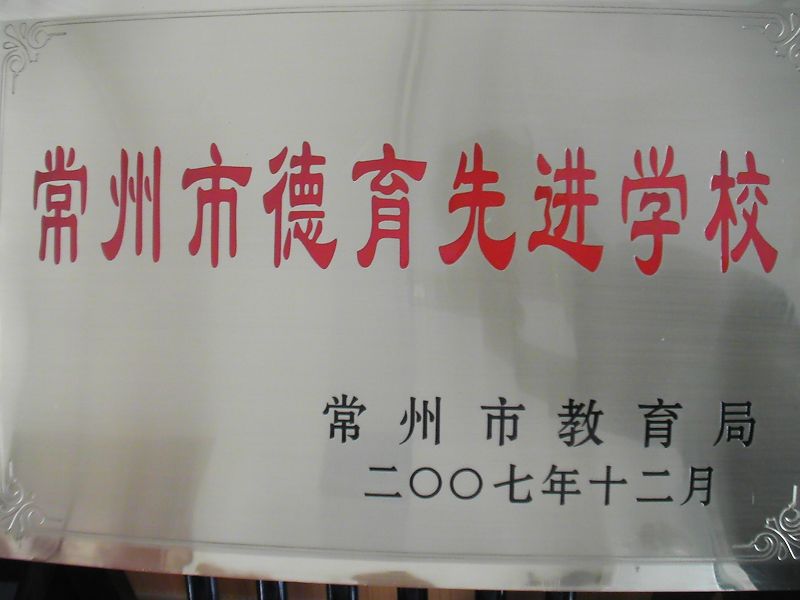 常州市德育先进学校
常州市教育局
二〇〇七年十二月